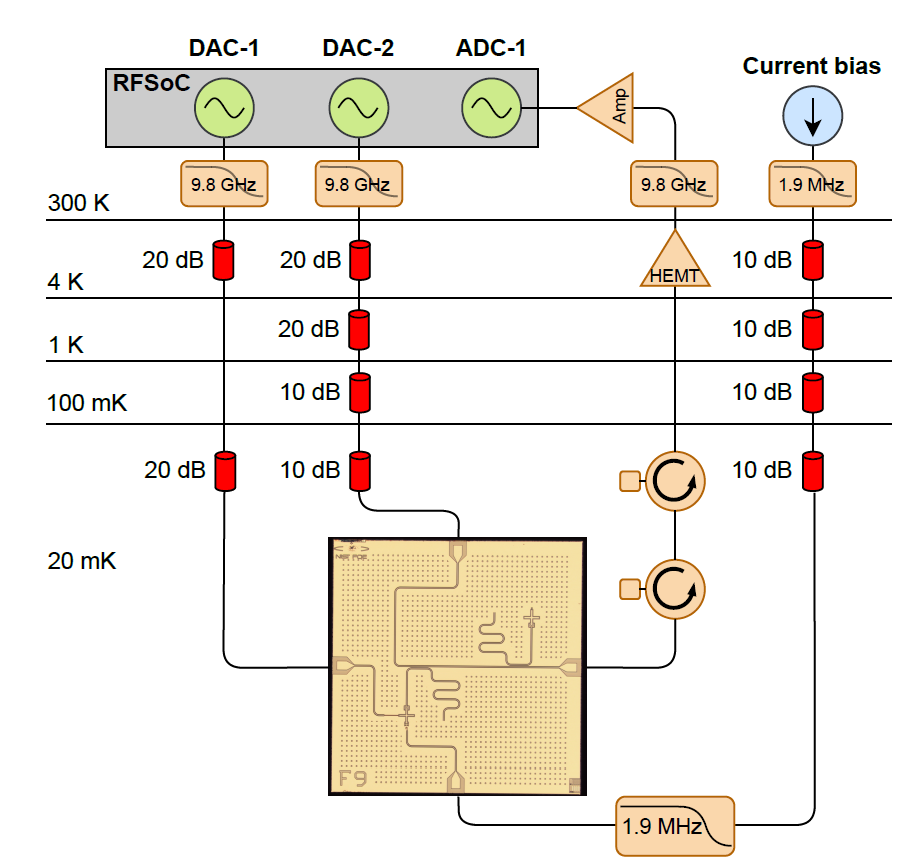 DAC-1 DAC-2 ADC-1
Current bias
RFSoC
Amp
9.8 GHz 9.8 GHz 9.8 GHz 1.9 MHz
300 K
20 dB 20 dB HEMT 10 dB
4 K
20 dB 10 dB
1 K
10 dB 10 dB
100 mK
20 dB 10 dB 10 dB
20 mK
F9
1.9 MHz